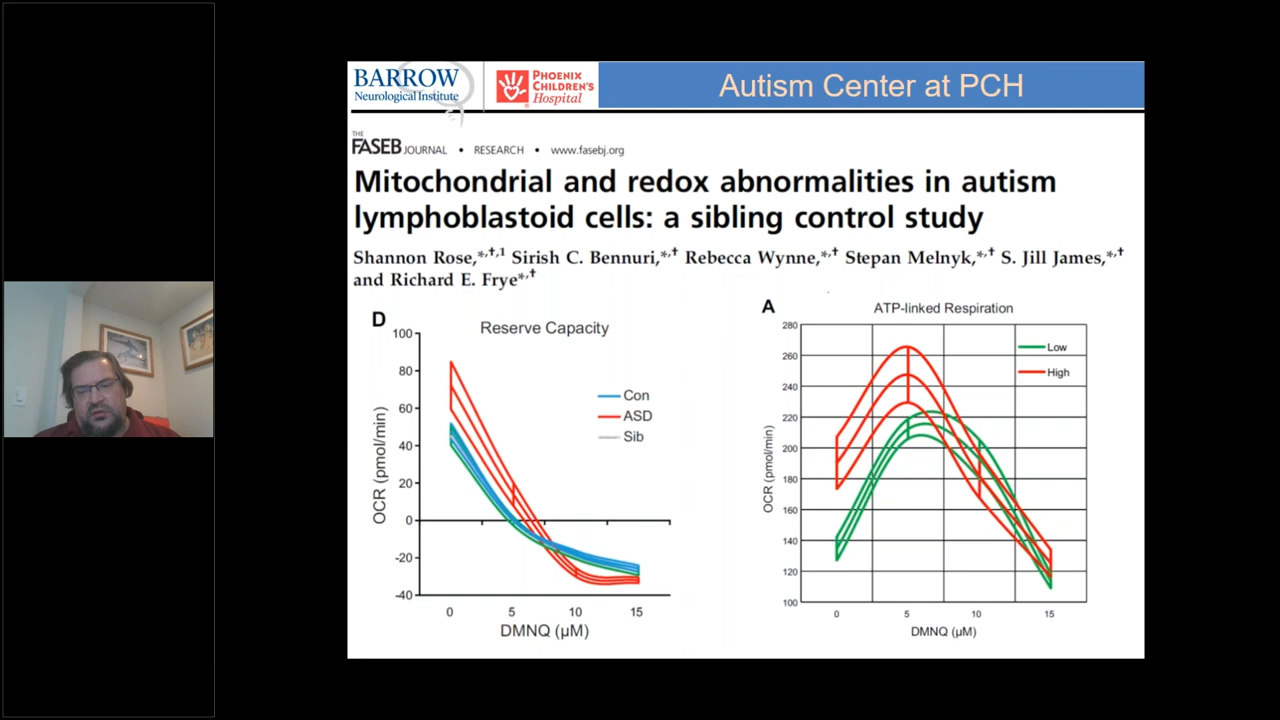 BARROW
Neurological Institute
PHOENIX
CHILDREN'S
Hospital
Autism Center at PCH
THE
FASEB JOURNAL • RESEARCH • www.fasebj.org
Mitochondrial and redox abnormalities in autism
lymphoblastoid cells: a sibling control study
Shannon Rose,*,†,1 Sirish C. Bennuri,*,† Rebecca Wynne,*,† Stepan Melnyk,*,† S. Jill James,*,†
and Richard E. Frye*,†
D
Reserve Capacity
100
80
60
40
20
0
-20
-40
OCR (pmol/min)
Con
ASD
Sib
0 5 10 15
DMNQ (µM)
A
ATP-linked Respiration
280
260
240
220
200
180
160
140
120
100
OCR (pmol/min)
Low
High
0 5 10 15
DMNQ (µM)